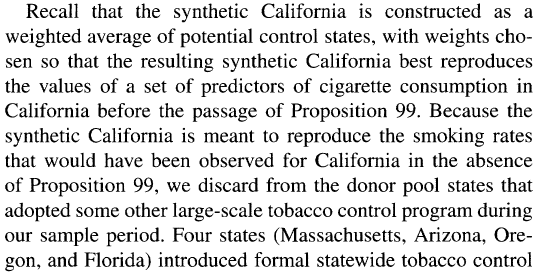 Recall that the synthetic California is constructed as a
weighted average of potential control states, with weights cho-
sen so that the resulting synthetic California best reproduces
the values of a set of predictors of cigarette consumption in
California before the passage of Proposition 99. Because the
synthetic California is meant to reproduce the smoking rates
that would have been observed for California in the absence
of Proposition 99, we discard from the donor pool states that
adopted some other large-scale tobacco control program during
our sample period. Four states (Massachusetts, Arizona, Ore-
gon, and Florida) introduced formal statewide tobacco control